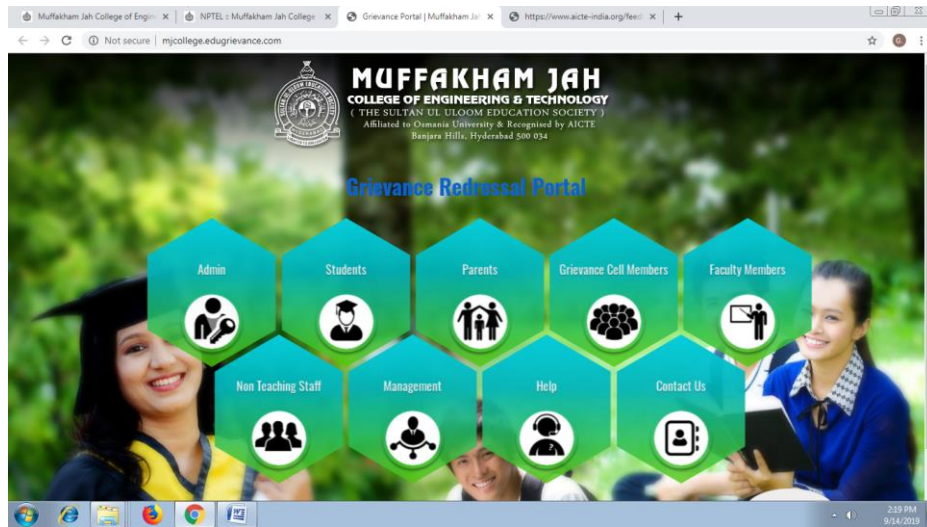 Muffakham Jah College of Engin
NPTEL :: Muffakham Jah College
Grievance Portal | Muffakham Jah
https://www.aicte-india.org/feed
Not secure | mjcollege.edugrievance.com
G
MUFFAKHAM JAH
COLLEGE OF ENGINEERING & TECHNOLOGY
( THE SULTAN UL ULOOM EDUCATION SOCIETY )
Affiliated to Osmania University & Recognised by AICTE
Banjara Hills, Hyderabad 500 034
Grievance Redressal Portal
Admin
Students
Parents
Grievance Cell Members
Faculty Members
Non Teaching Staff
Management
Help
Contact Us
2:19 PM
9/14/2019